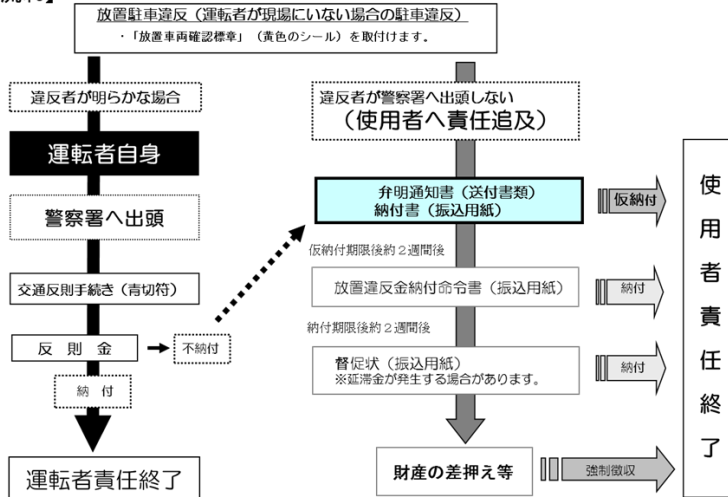 放置駐車違反（運転者が現場にいない場合の駐車違反）
・「放置車両確認標章」（黄色のシール）を取付けます。
違反者が明らかな場合
運転者自身
警察署へ出頭
交通反則手続き（青切符）
反 則 金
不納付
納 付
運転者責任終了
違反者が警察署へ出頭しない
（使用者へ責任追及）
弁明通知書（送付書類）
納付書（振込用紙）
仮納付
仮納付期限後約２週間後
放置違反金納付命令書（振込用紙）
納付
納付期限後約２週間後
督促状（振込用紙）
※延滞金が発生する場合があります。
納付
財産の差押え等
強制徴収
使用者責任終了